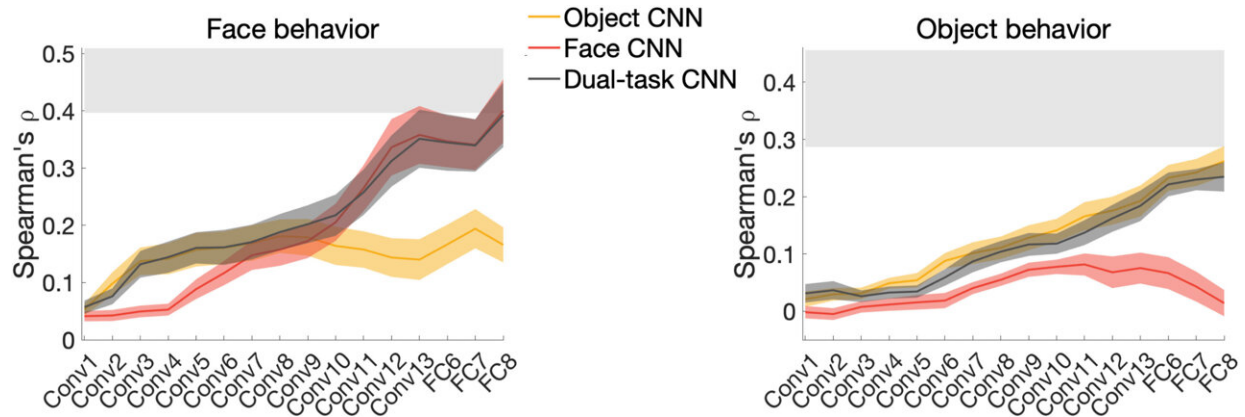 Face behavior
Object CNN
Face CNN
Dual-task CNN
Object behavior
Spearman's ρ
0.5
0.4
0.3
0.2
0.1
0
Conv1
Conv2
Conv3
Conv4
Conv5
Conv6
Conv7
Conv8
Conv9
Conv10
Conv11
Conv12
Conv13
FC6
FC7
FC8
Spearman's ρ
0.4
0.3
0.2
0.1
0
Conv1
Conv2
Conv3
Conv4
Conv5
Conv6
Conv7
Conv8
Conv9
Conv10
Conv11
Conv12
Conv13
FC6
FC7
FC8